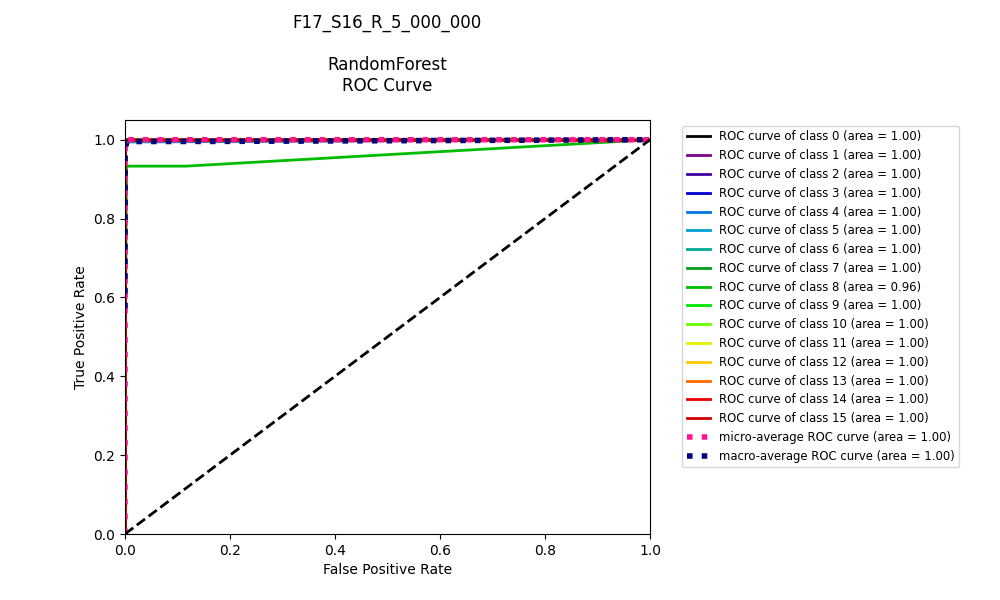 F17_S16_R_5_000_000
RandomForest
ROC Curve
1.0
0.8
0.6
0.4
0.2
0.0
True Positive Rate
0.0 0.2 0.4 0.6 0.8 1.0
False Positive Rate
ROC curve of class 0 (area = 1.00)
ROC curve of class 1 (area = 1.00)
ROC curve of class 2 (area = 1.00)
ROC curve of class 3 (area = 1.00)
ROC curve of class 4 (area = 1.00)
ROC curve of class 5 (area = 1.00)
ROC curve of class 6 (area = 1.00)
ROC curve of class 7 (area = 1.00)
ROC curve of class 8 (area = 0.96)
ROC curve of class 9 (area = 1.00)
ROC curve of class 10 (area = 1.00)
ROC curve of class 11 (area = 1.00)
ROC curve of class 12 (area = 1.00)
ROC curve of class 13 (area = 1.00)
ROC curve of class 14 (area = 1.00)
ROC curve of class 15 (area = 1.00)
micro-average ROC curve (area = 1.00)
macro-average ROC curve (area = 1.00)